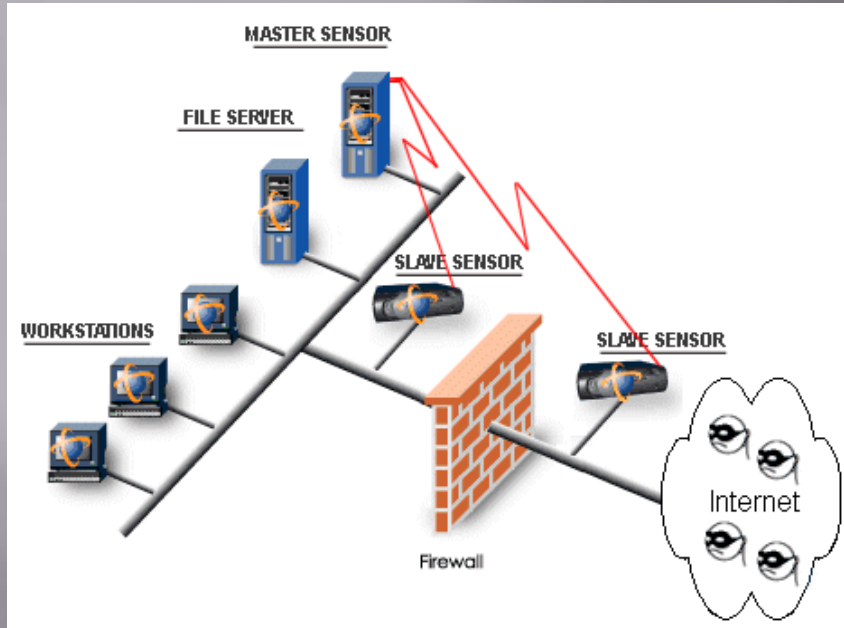 MASTER SENSOR
FILE SERVER
SLAVE SENSOR
WORKSTATIONS
SLAVE SENSOR
Internet
Firewall